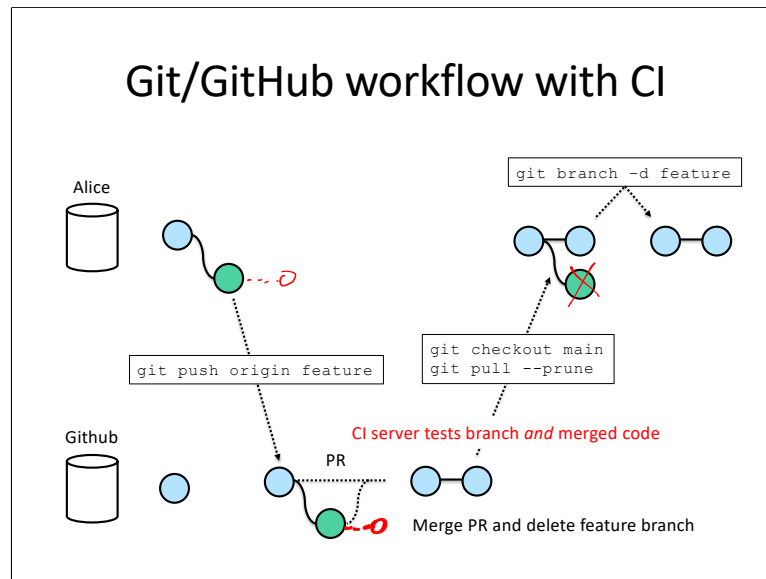 Git/GitHub workflow with CI
git branch –d feature
Alice
git push origin feature
git checkout main
git pull --prune
CI server tests branch and merged code
Github
PR
Merge PR and delete feature branch